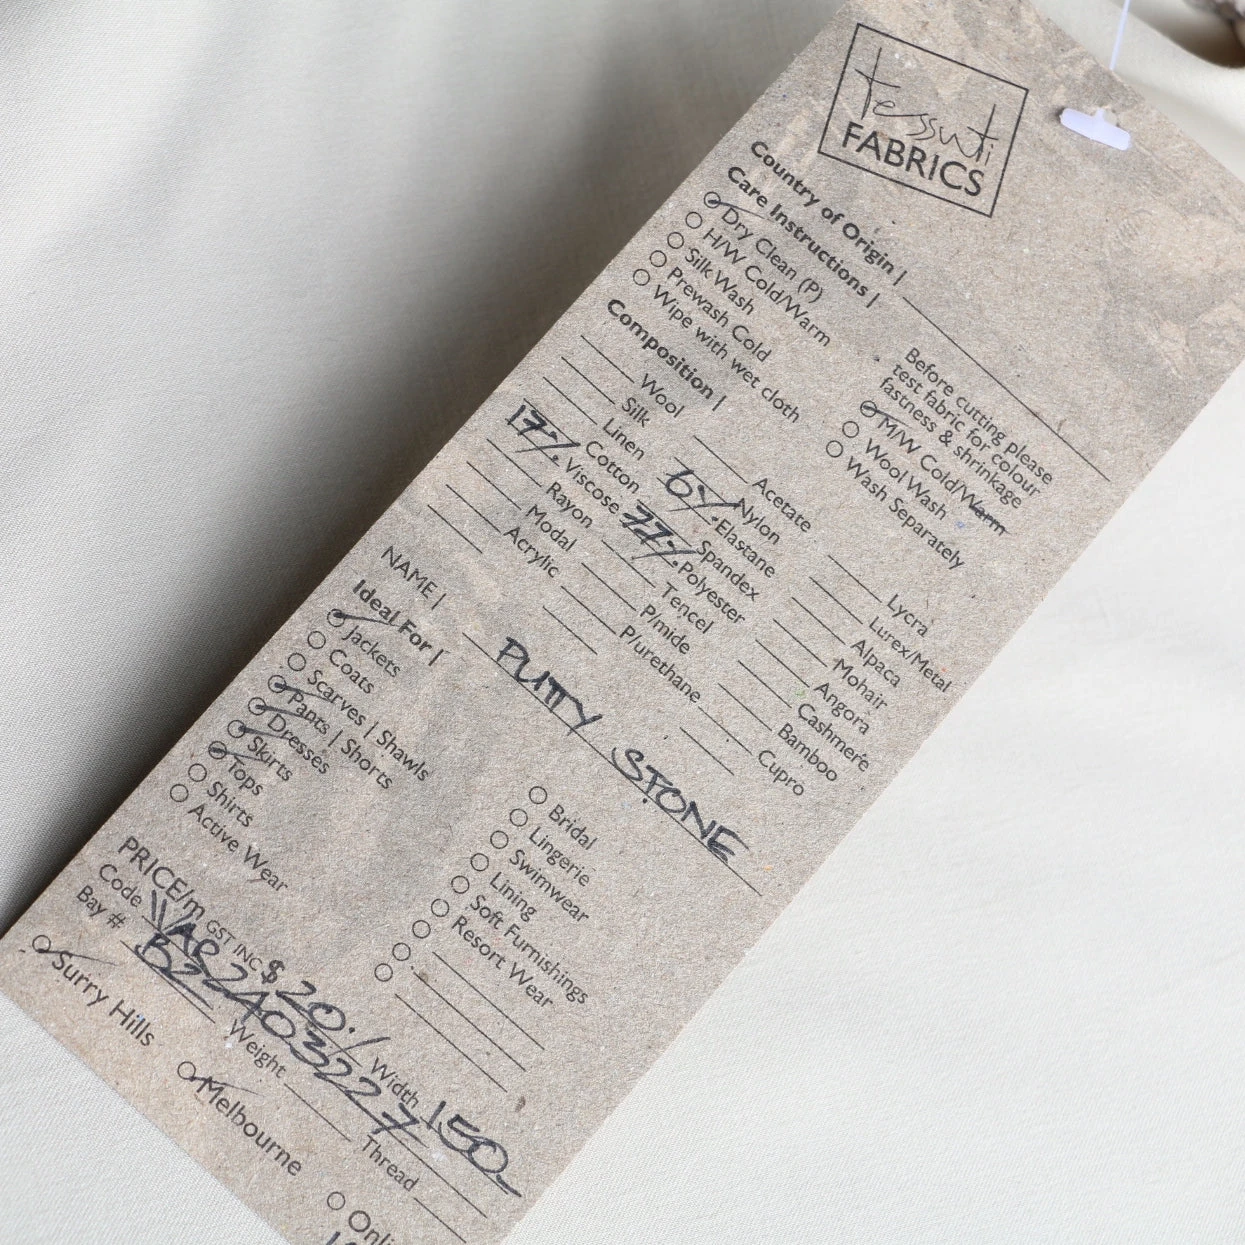 tessuti
FABRICS
Country of Origin |
Care Instructions |
Dry Clean (P)
H/W Cold/Warm
Silk Wash
Prewash Cold
Wipe with wet cloth
Before cutting please
test fabric for colour
fastness & shrinkage
M/W Cold/Warm
Wool Wash
Wash Separately
Composition |
Wool
Silk
Linen
Cotton
17% Viscose
Rayon
Modal
Acrylic
Acetate
Nylon
6% Elastane
Spandex
77% Polyester
Tencel
P/mide
P/urethane
Lycra
Lurex/Metal
Alpaca
Mohair
Angora
Cashmere
Bamboo
Cupro
NAME | PUTTY STONE
Ideal For |
Jackets
Coats
Scarves | Shawls
Pants | Shorts
Dresses
Skirts
Tops
Shirts
Active Wear
Bridal
Lingerie
Swimwear
Lining
Soft Furnishings
Resort Wear
PRICE/m GST INC $20.- Width 150
Code
Bay # B22 Weight Thread
Surry Hills Melbourne